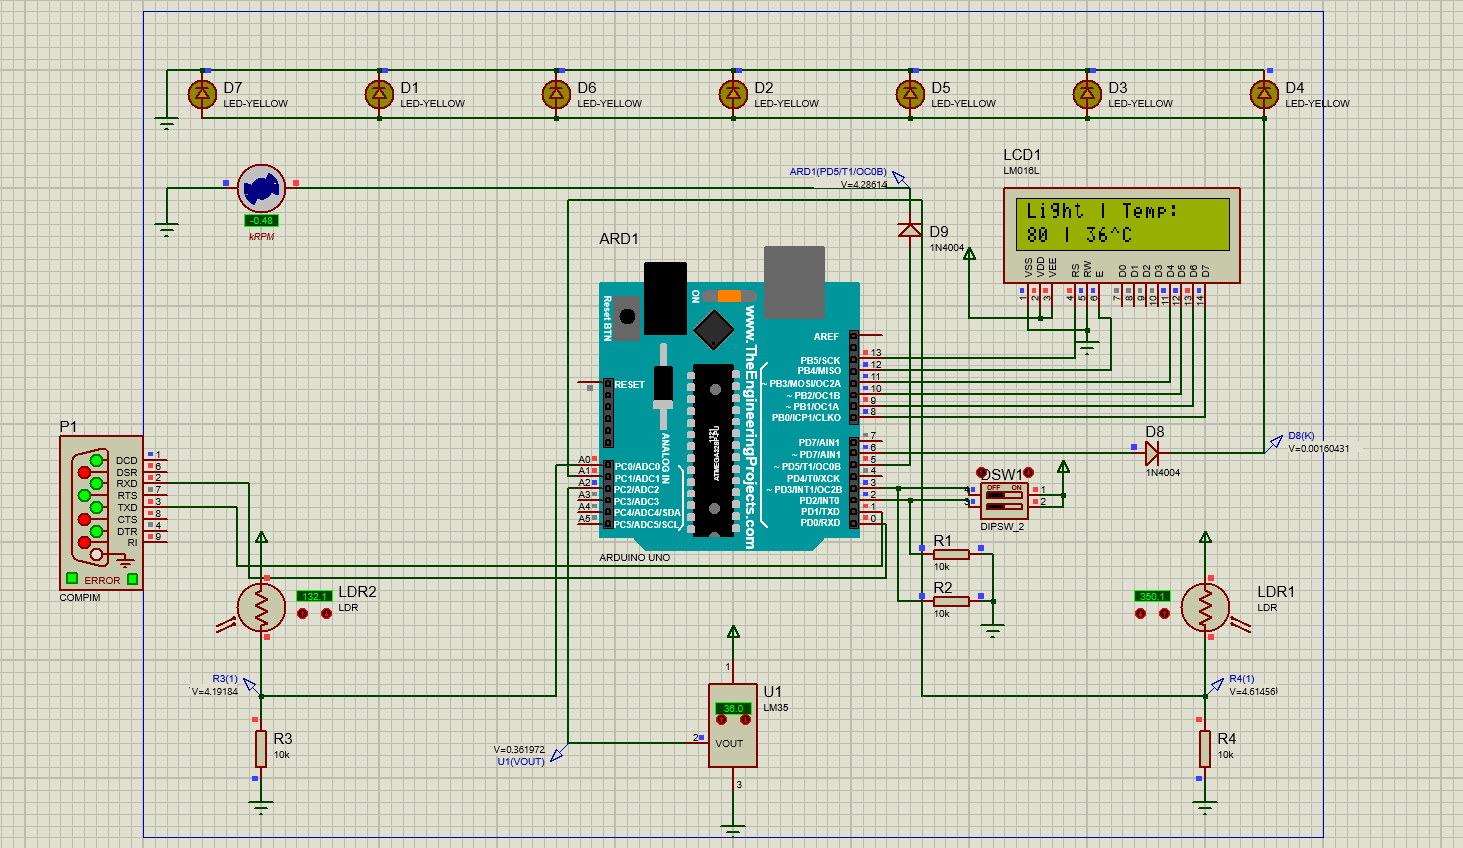 D7
LED-YELLOW
D1
LED-YELLOW
D6
LED-YELLOW
D2
LED-YELLOW
D5
LED-YELLOW
D3
LED-YELLOW
D4
LED-YELLOW
-0.48
kRPM
ARD1(PD5/T1/OC0B)
V=4.28614
D9
1N4004
LCD1
LM016L
Light | Temp:
80 | 36^C
VSS
VDD
VEE
RS
RW
E
D0
D1
D2
D3
D4
D5
D6
D7
1
2
3
4
5
6
7
8
9
10
11
12
13
14
ARD1
Reset BTN
ON
www.TheEngineeringProjects.com
ANALOG IN
1121
RESET
A0
A1
A2
A3
A4
A5
PC0/ADC0
PC1/ADC1
PC2/ADC2
PC3/ADC3
PC4/ADC4/SDA
PC5/ADC5/SCL
AREF
PB5/SCK
PB4/MISO
~ PB3/MOSI/OC2A
~ PB2/OC1B
~ PB1/OC1A
PB0/ICP1/CLKO
PD7/AIN1
~ PD7/AIN1
~ PD5/T1/OC0B
PD4/T0/XCK
~ PD3/INT1/OC2B
PD2/INT0
PD1/TXD
PD0/RXD
13
12
11
10
9
8
7
6
5
4
3
2
1
0
ARDUINO UNO
D8
1N4004
D8(K)
V=0.00160431
DSW1
OFF
ON
1
2
DIPSW_2
R1
10k
R2
10k
P1
DCD
DSR
RXD
RTS
TXD
CTS
DTR
RI
1
6
2
7
3
8
4
9
ERROR
COMPIM
132.1
LDR2
LDR
R3(1)
V=4.19184
R3
10k
V=0.361972
U1(VOUT)
1
2
3
36.0
VOUT
U1
LM35
350.1
LDR1
LDR
R4(1)
V=4.61456
R4
10k